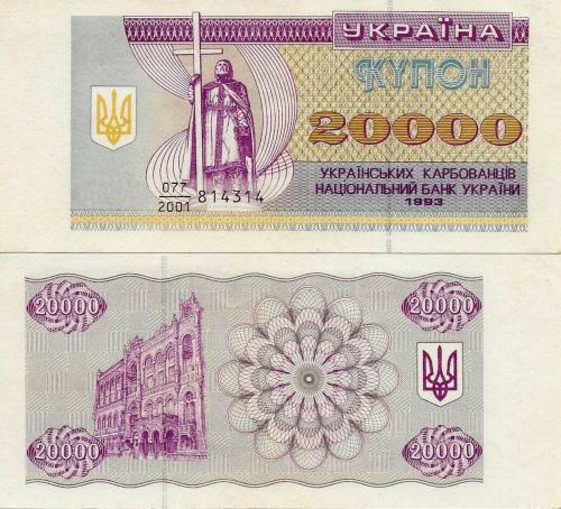 УКРАЇНА
КУПОН
20000
УКРАЇНСЬКИХ КАРБОВАНЦІВ
НАЦІОНАЛЬНИЙ БАНК УКРАЇНИ
1993
077
2001 814314
20000 20000
20000 20000